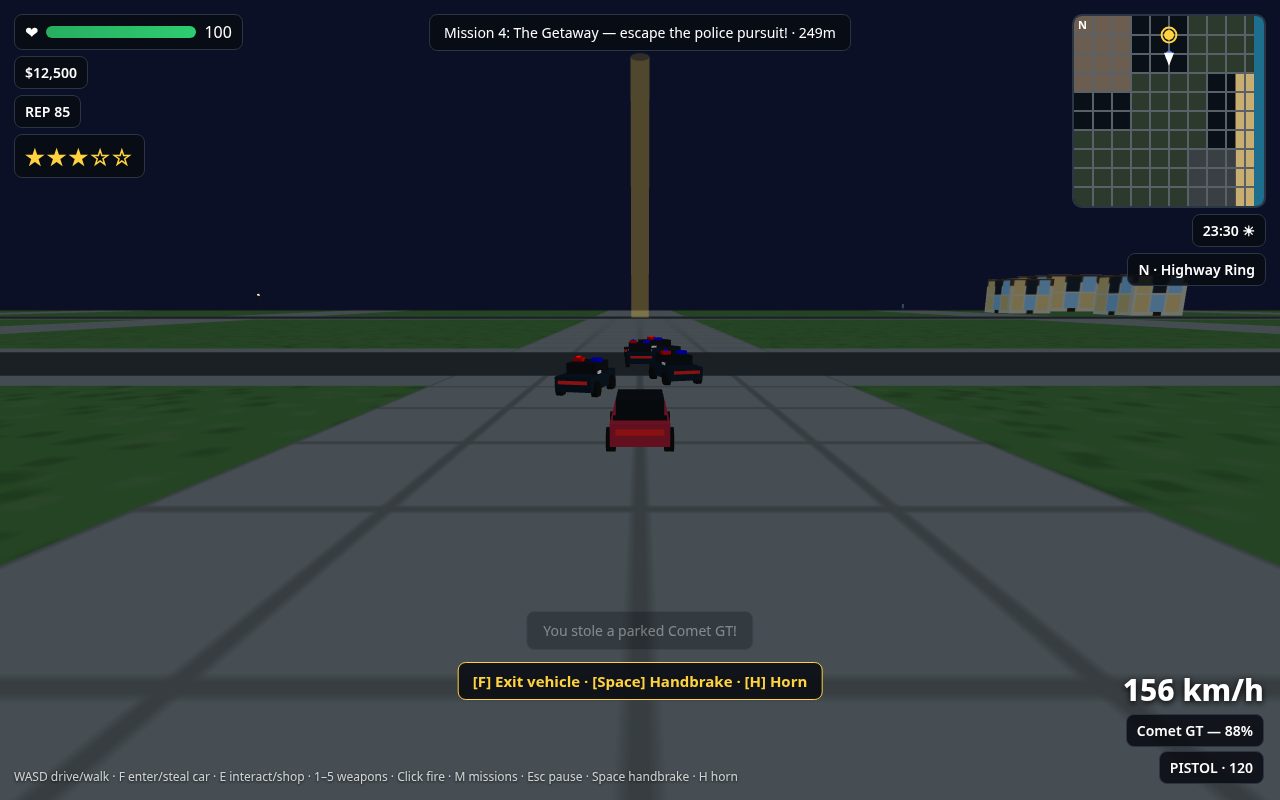 ❤ 100
$12,500
REP 85
★★★☆☆
Mission 4: The Getaway — escape the police pursuit! · 249m
N
23:30 ☀
N · Highway Ring
You stole a parked Comet GT!
[F] Exit vehicle · [Space] Handbrake · [H] Horn
156 km/h
Comet GT — 88%
PISTOL · 120
WASD drive/walk · F enter/steal car · E interact/shop · 1–5 weapons · Click fire · M missions · Esc pause · Space handbrake · H horn